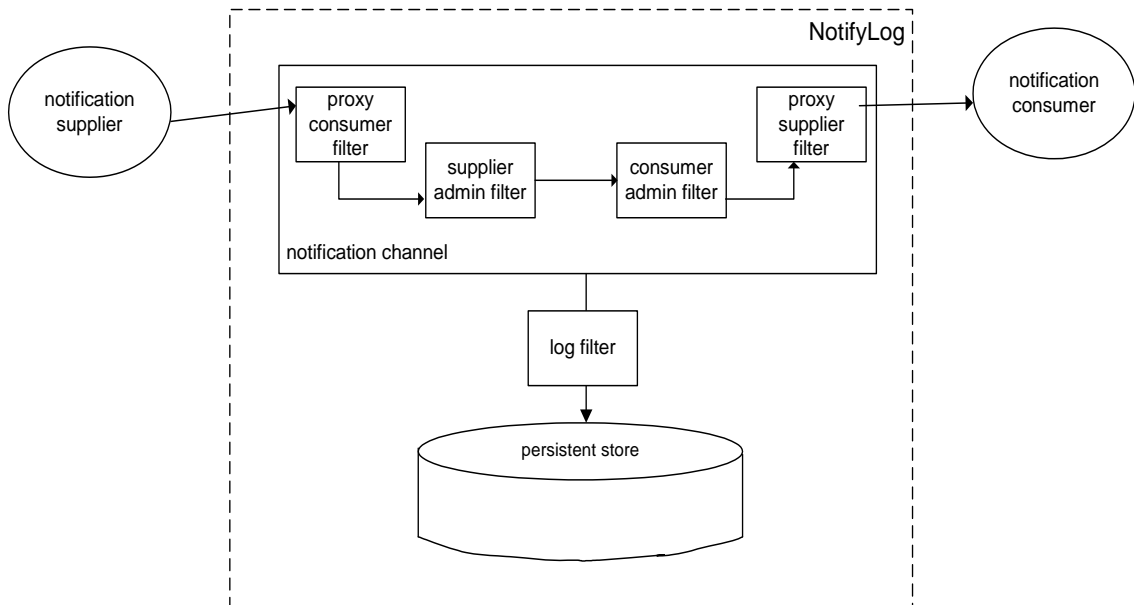 NotifyLog
notification
supplier
proxy
consumer
filter
supplier
admin filter
consumer
admin filter
proxy
supplier
filter
notification
consumer
notification channel
log filter
persistent store